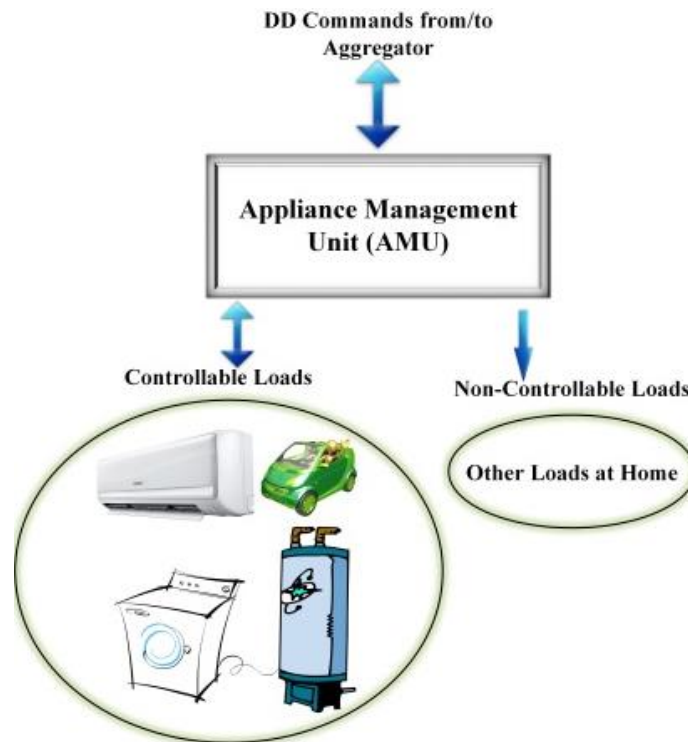 DD Commands from/to
Aggregator
Appliance Management
Unit (AMU)
Controllable Loads
Non-Controllable Loads
Other Loads at Home